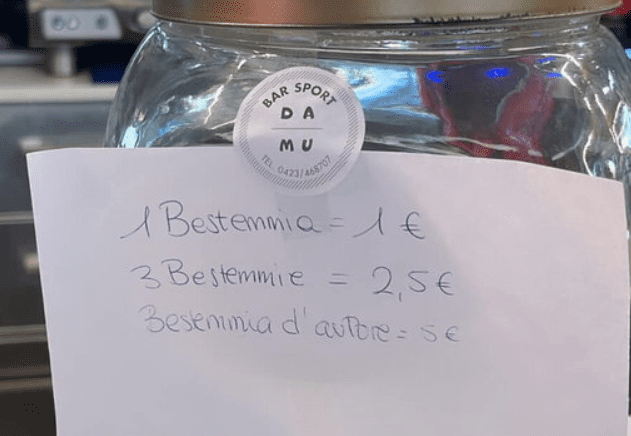 BAR SPORT
DA
MU
TEL. 0423/468707
1 Bestemmia = 1 €
3 Bestemmie = 2,5 €
Bestemmia d'autore = 5 €